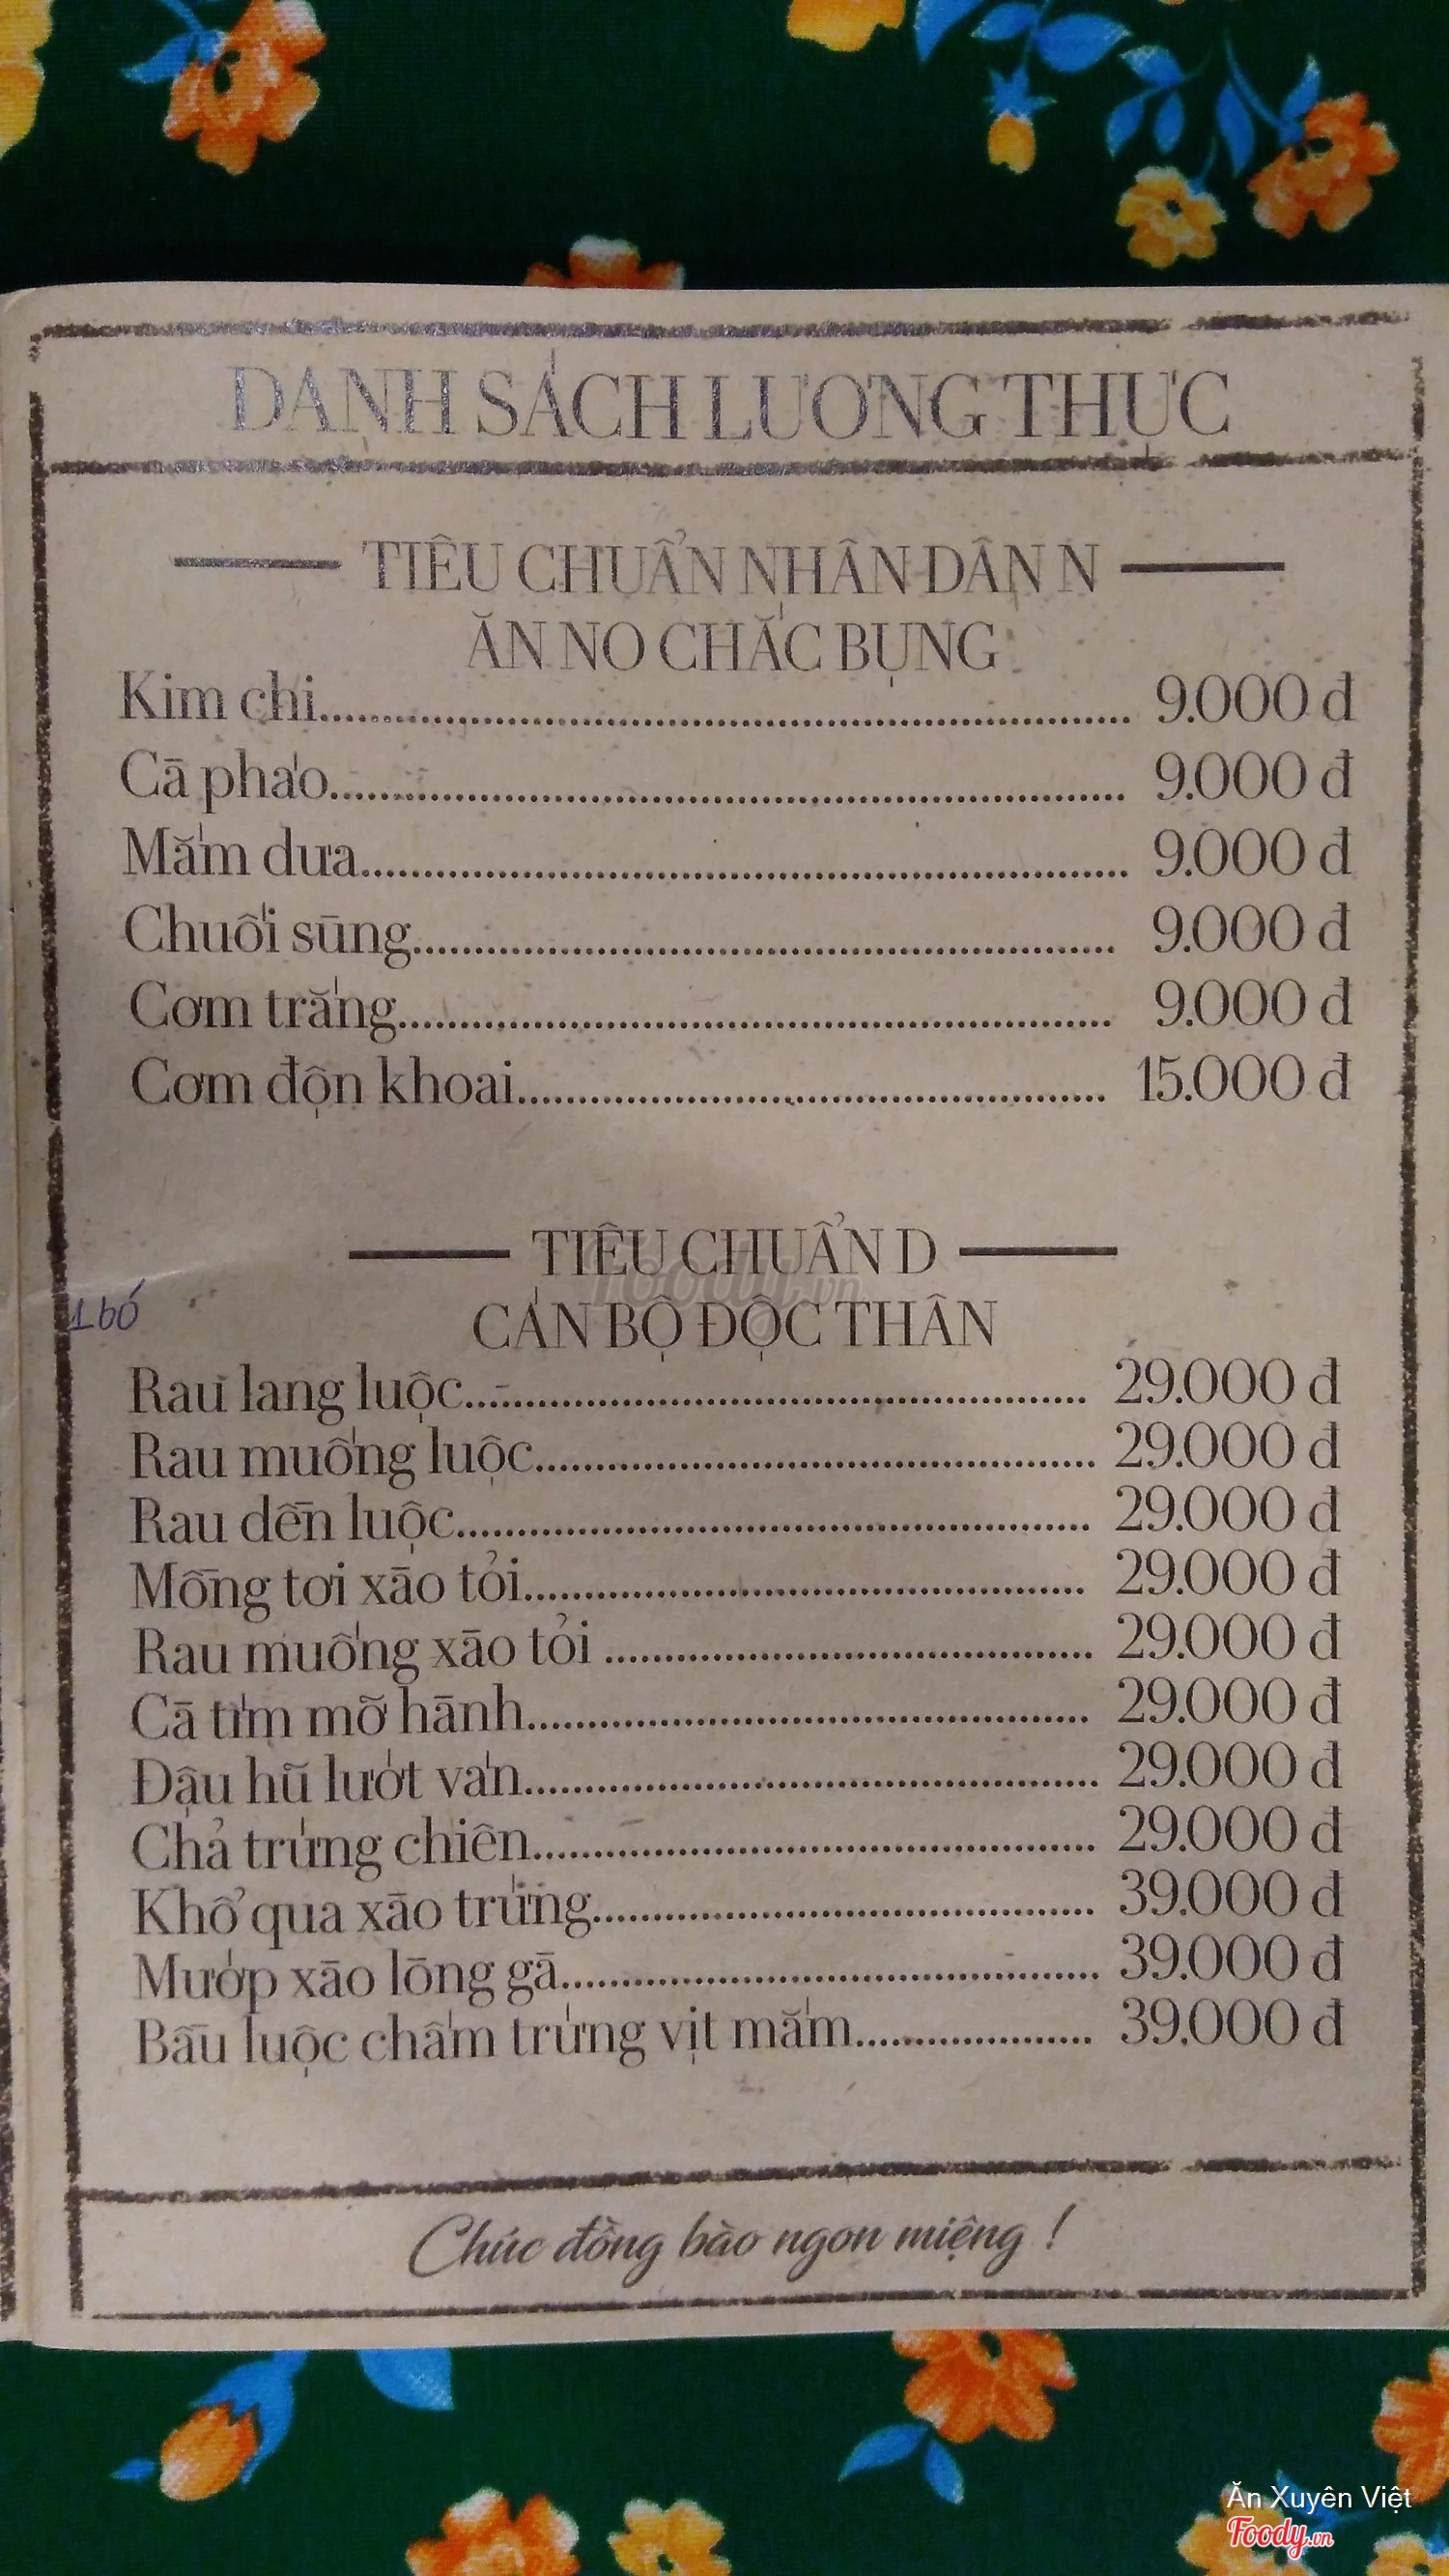 DANH SÁCH LƯƠNG THỰC
TIÊU CHUẨN NHÂN DÂN N
ĂN NO CHẮC BỤNG
Kim chi........ 9.000 đ
Cà pháo........ 9.000 đ
Mắm dưa........ 9.000 đ
Chuối sùng........ 9.000 đ
Cơm trắng........ 9.000 đ
Cơm độn khoai........ 15.000 đ
TIÊU CHUẨN D
1 bó
CÁN BỘ ĐỘC THÂN
Rau lang luộc........ 29.000 đ
Rau muống luộc........ 29.000 đ
Rau dền luộc........ 29.000 đ
Mồng tơi xào tỏi........ 29.000 đ
Rau muống xào tỏi ........ 29.000 đ
Cà tím mỡ hành........ 29.000 đ
Đậu hũ lướt ván........ 29.000 đ
Chả trứng chiên........ 29.000 đ
Khổ qua xào trứng........ 39.000 đ
Mướp xào lòng gà........ 39.000 đ
Bầu luộc chấm trứng vịt mắm........ 39.000 đ
Chúc đồng bào ngon miệng !
Ăn Xuyên Việt
Foody.vn